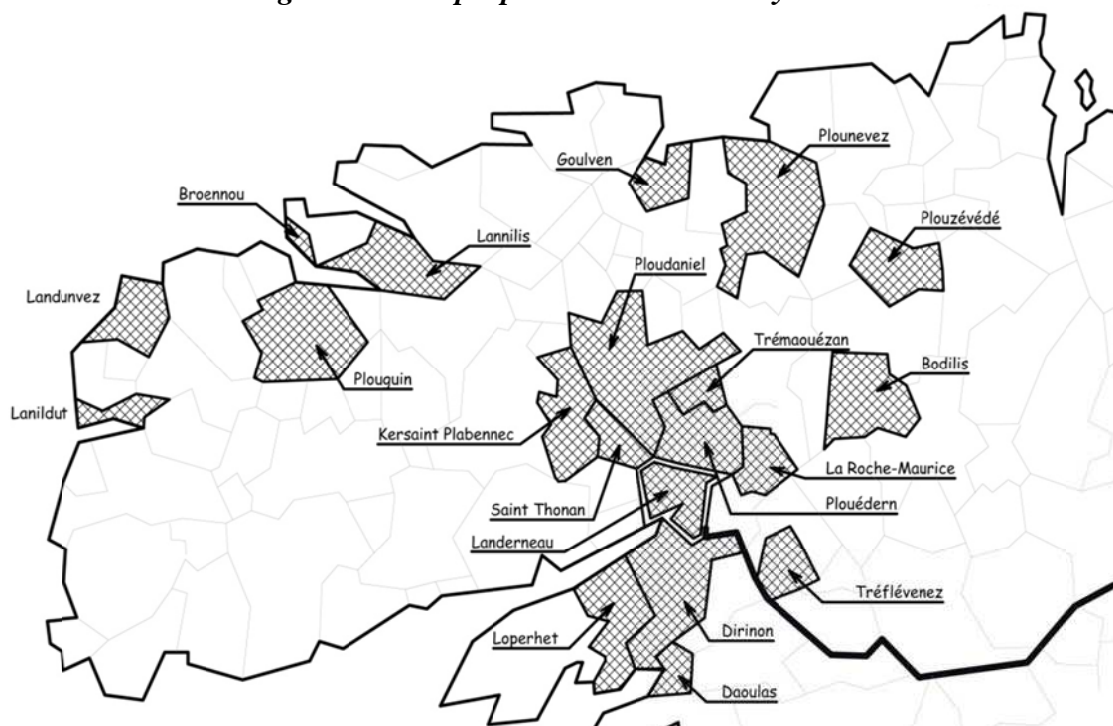 Plounevez
Goulven
Broennou
Plouzévédé
Lannilis
Ploudaniel
Landunvez
Trémaouézan
Bodilis
Plouguin
Lanildut
Kersaint Plabennec
La Roche-Maurice
Saint Thonan
Plouédern
Landerneau
Tréflévenez
Loperhet
Dirinon
Daoulas